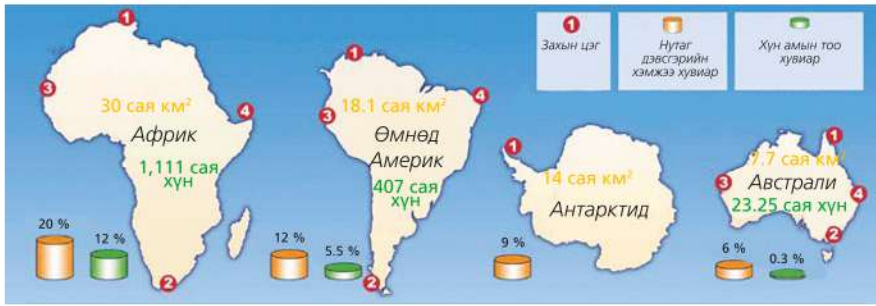 1
30 сая км²
3
4
Африк
1,111 сая
хүн
20 %
12 %
2
1
18.1 сая км²
4
3
Өмнөд
Америк
407 сая
хүн
12 %
5.5 %
2
1
14 сая км²
Антарктид
9 %
1
7.7 сая км²
3
Австрали
4
23.25 сая хүн
2
6 %
0.3 %
1
Захын цэг
Нутаг
дэвсгэрийн
хэмжээ хувиар
Хүн амын тоо
хувиар